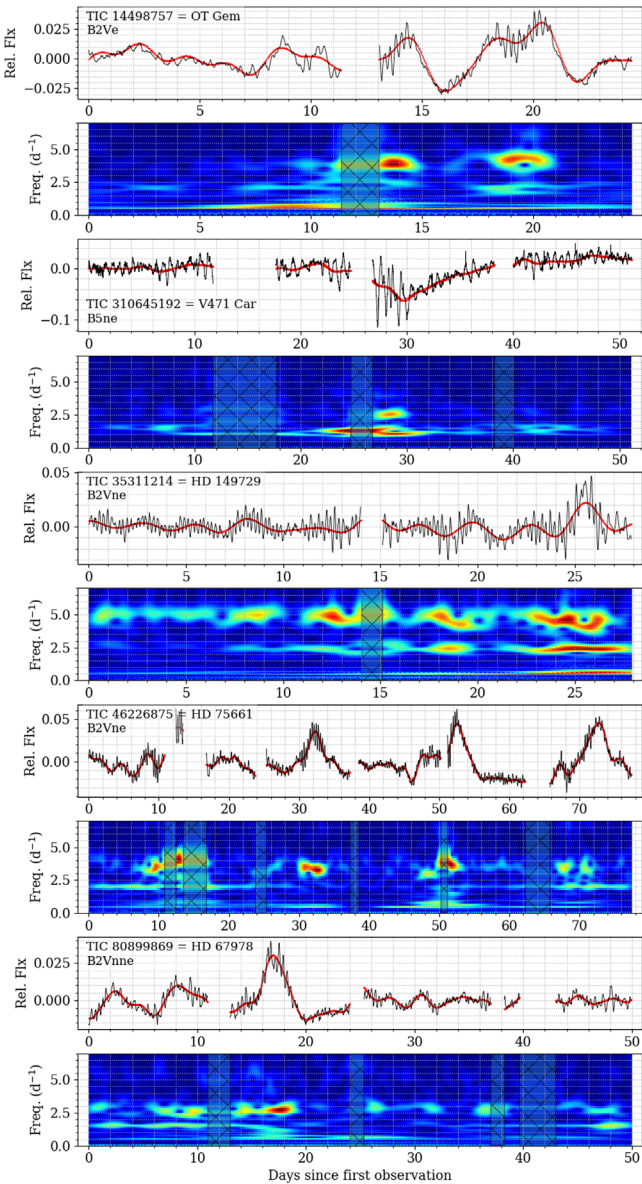 TIC 14498757 = OT Gem
B2Ve
Rel. Flx
0.025
0.000
−0.025
0 5 10 15 20
Freq. (d⁻¹)
5.0
2.5
0.0
0 5 10 15 20
Rel. Flx
0.0
−0.1
TIC 310645192 = V471 Car
B5ne
0 10 20 30 40 50
Freq. (d⁻¹)
5.0
2.5
0.0
0 10 20 30 40 50
TIC 35311214 = HD 149729
B2Vne
Rel. Flx
0.05
0.00
0 5 10 15 20 25
Freq. (d⁻¹)
5.0
2.5
0.0
0 5 10 15 20 25
TIC 46226875 = HD 75661
B2Vne
Rel. Flx
0.05
0.00
0 10 20 30 40 50 60 70
Freq. (d⁻¹)
5.0
2.5
0.0
0 10 20 30 40 50 60 70
TIC 80899869 = HD 67978
B2Vnne
Rel. Flx
0.025
0.000
0 10 20 30 40 50
Freq. (d⁻¹)
5.0
2.5
0.0
0 10 20 30 40 50
Days since first observation